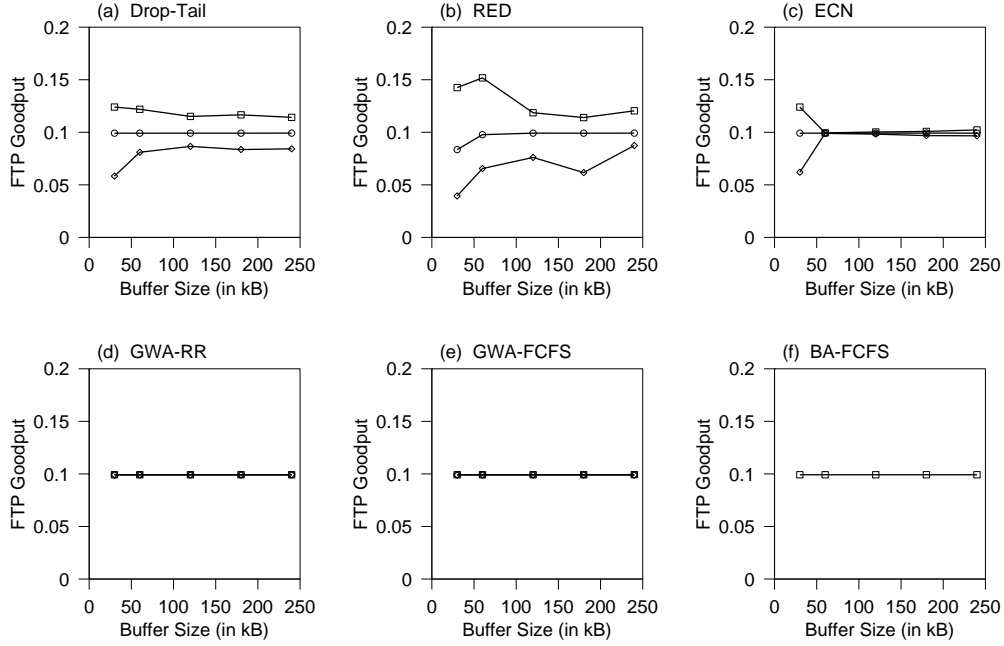 (a) Drop-Tail
0.2
0.15
0.1
0.05
0
FTP Goodput
0 50 100 150 200 250
Buffer Size (in kB)
(b) RED
0.2
0.15
0.1
0.05
0
FTP Goodput
0 50 100 150 200 250
Buffer Size (in kB)
(c) ECN
0.2
0.15
0.1
0.05
0
FTP Goodput
0 50 100 150 200 250
Buffer Size (in kB)
(d) GWA-RR
0.2
0.15
0.1
0.05
0
FTP Goodput
0 50 100 150 200 250
Buffer Size (in kB)
(e) GWA-FCFS
0.2
0.15
0.1
0.05
0
FTP Goodput
0 50 100 150 200 250
Buffer Size (in kB)
(f) BA-FCFS
0.2
0.15
0.1
0.05
0
FTP Goodput
0 50 100 150 200 250
Buffer Size (in kB)